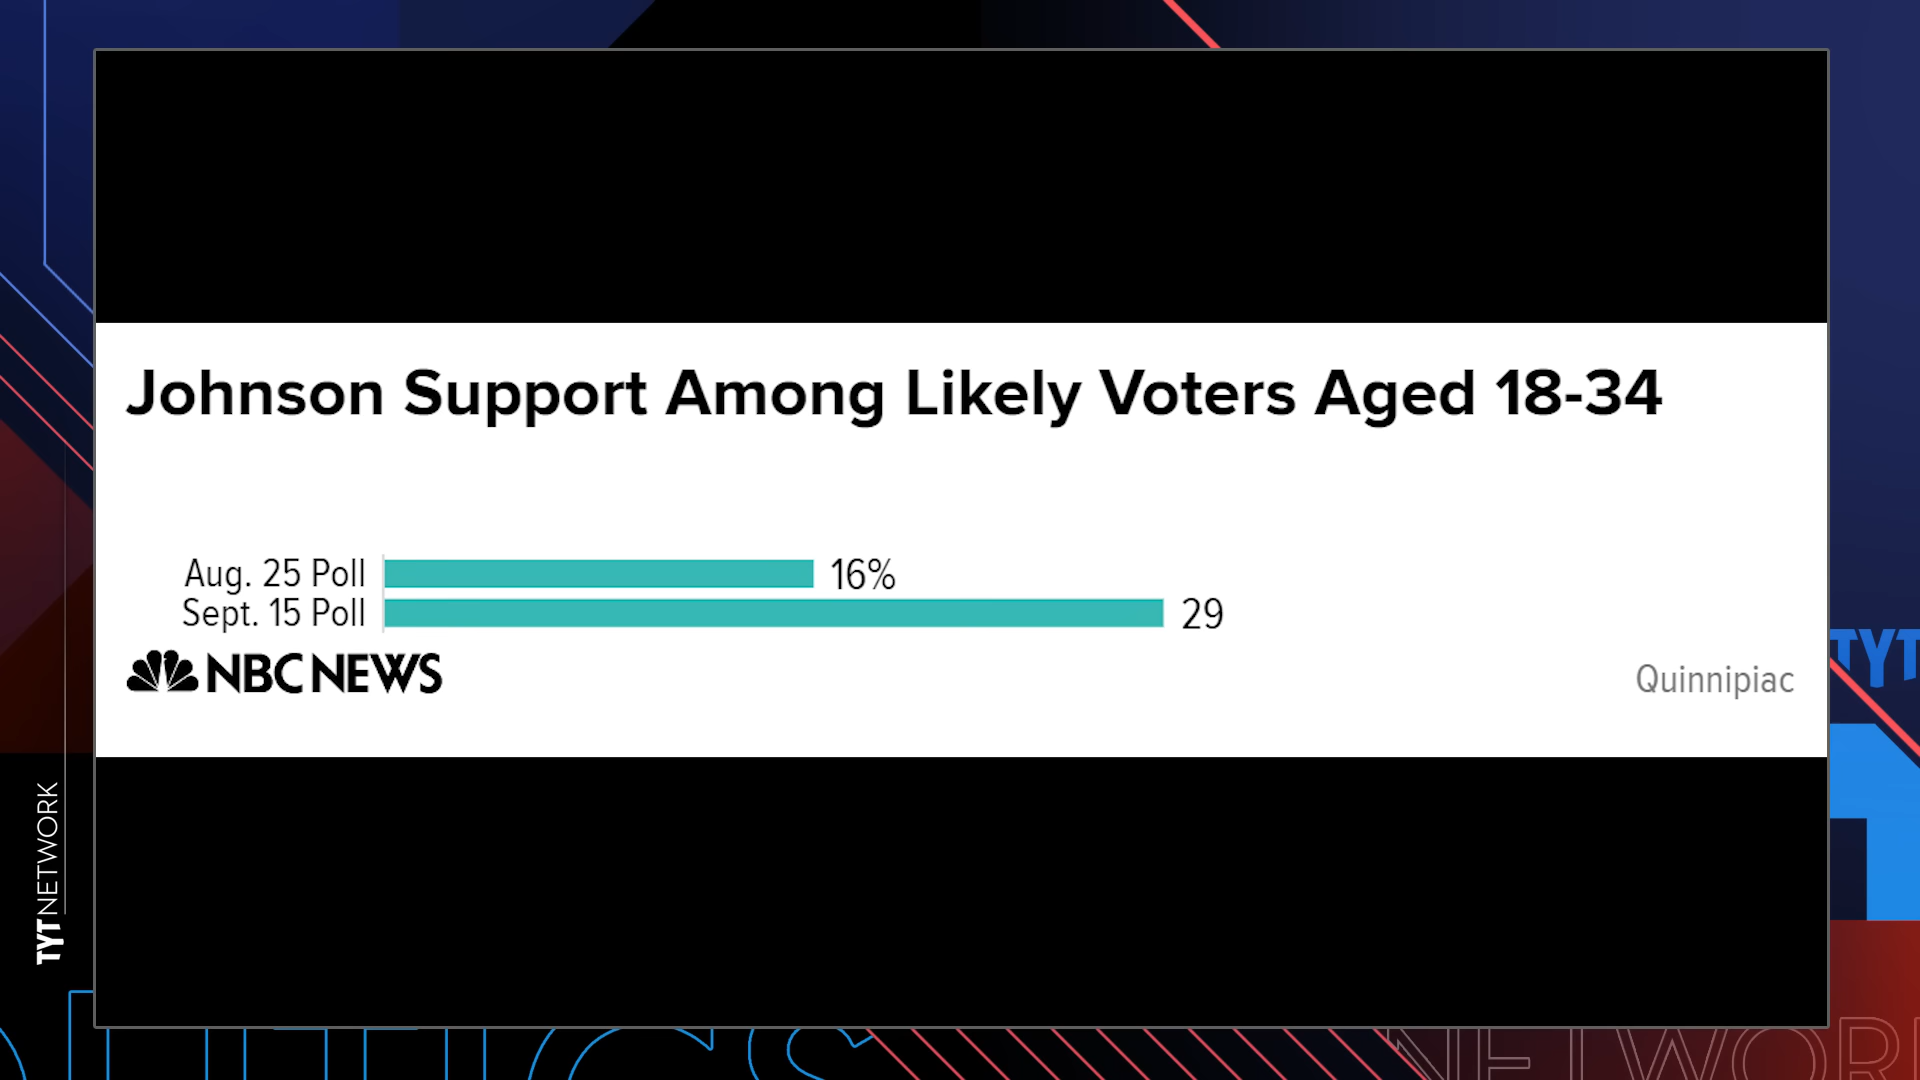 Johnson Support Among Likely Voters Aged 18-34
Aug. 25 Poll 16%
Sept. 15 Poll 29
NBC NEWS
Quinnipiac
TYT
TYTNETWORK
NETWORK